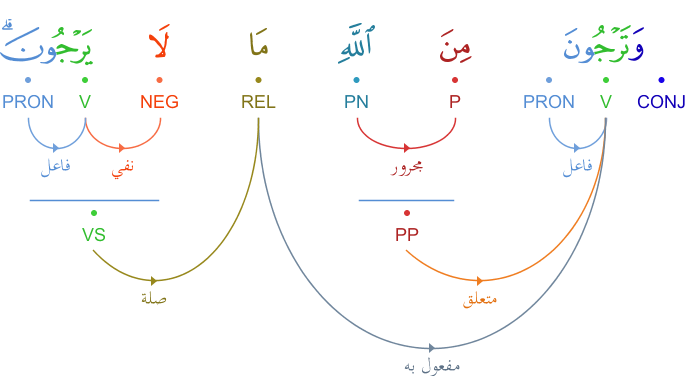 وَتَرْجُونَ مِنَ ٱللَّهِ مَا لَا يَرْجُونَ ۗ
CONJ V PRON P PN REL NEG V PRON
فاعل مجرور نفي فاعل
PP VS
متعلق صلة
مفعول به